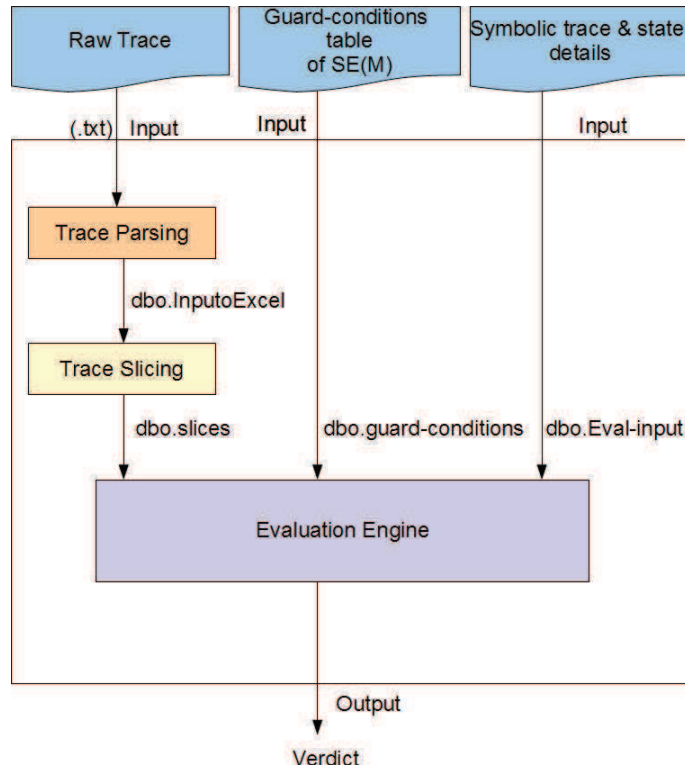 Raw Trace
Guard-conditions
table
of SE(M)
Symbolic trace & state
details
(.txt) Input
Input
Input
Trace Parsing
dbo.InputoExcel
Trace Slicing
dbo.slices
dbo.guard-conditions
dbo.Eval-input
Evaluation Engine
Output
Verdict